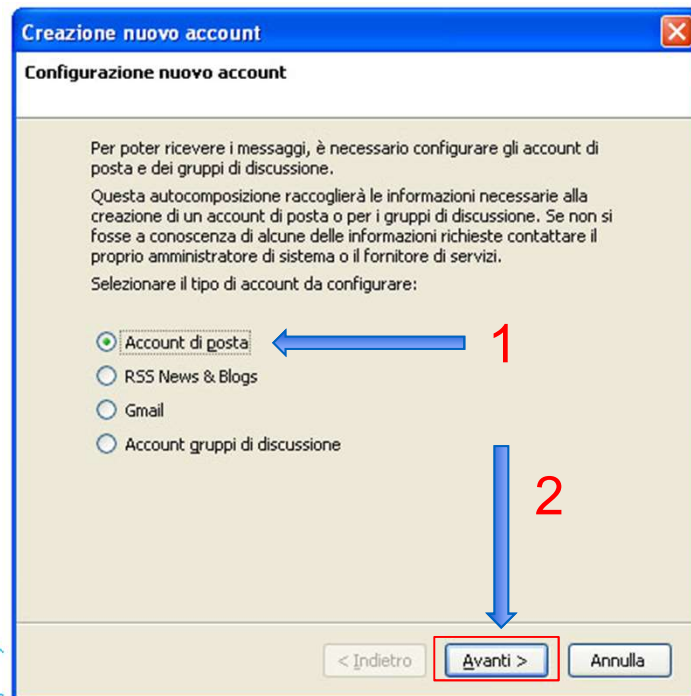 Creazione nuovo account
Configurazione nuovo account
Per poter ricevere i messaggi, è necessario configurare gli account di
posta e dei gruppi di discussione.
Questa autocomposizione raccoglierà le informazioni necessarie alla
creazione di un account di posta o per i gruppi di discussione. Se non si
fosse a conoscenza di alcune delle informazioni richieste contattare il
proprio amministratore di sistema o il fornitore di servizi.
Selezionare il tipo di account da configurare:
Account di posta
1
RSS News & Blogs
Gmail
Account gruppi di discussione
2
< Indietro
Avanti >
Annulla